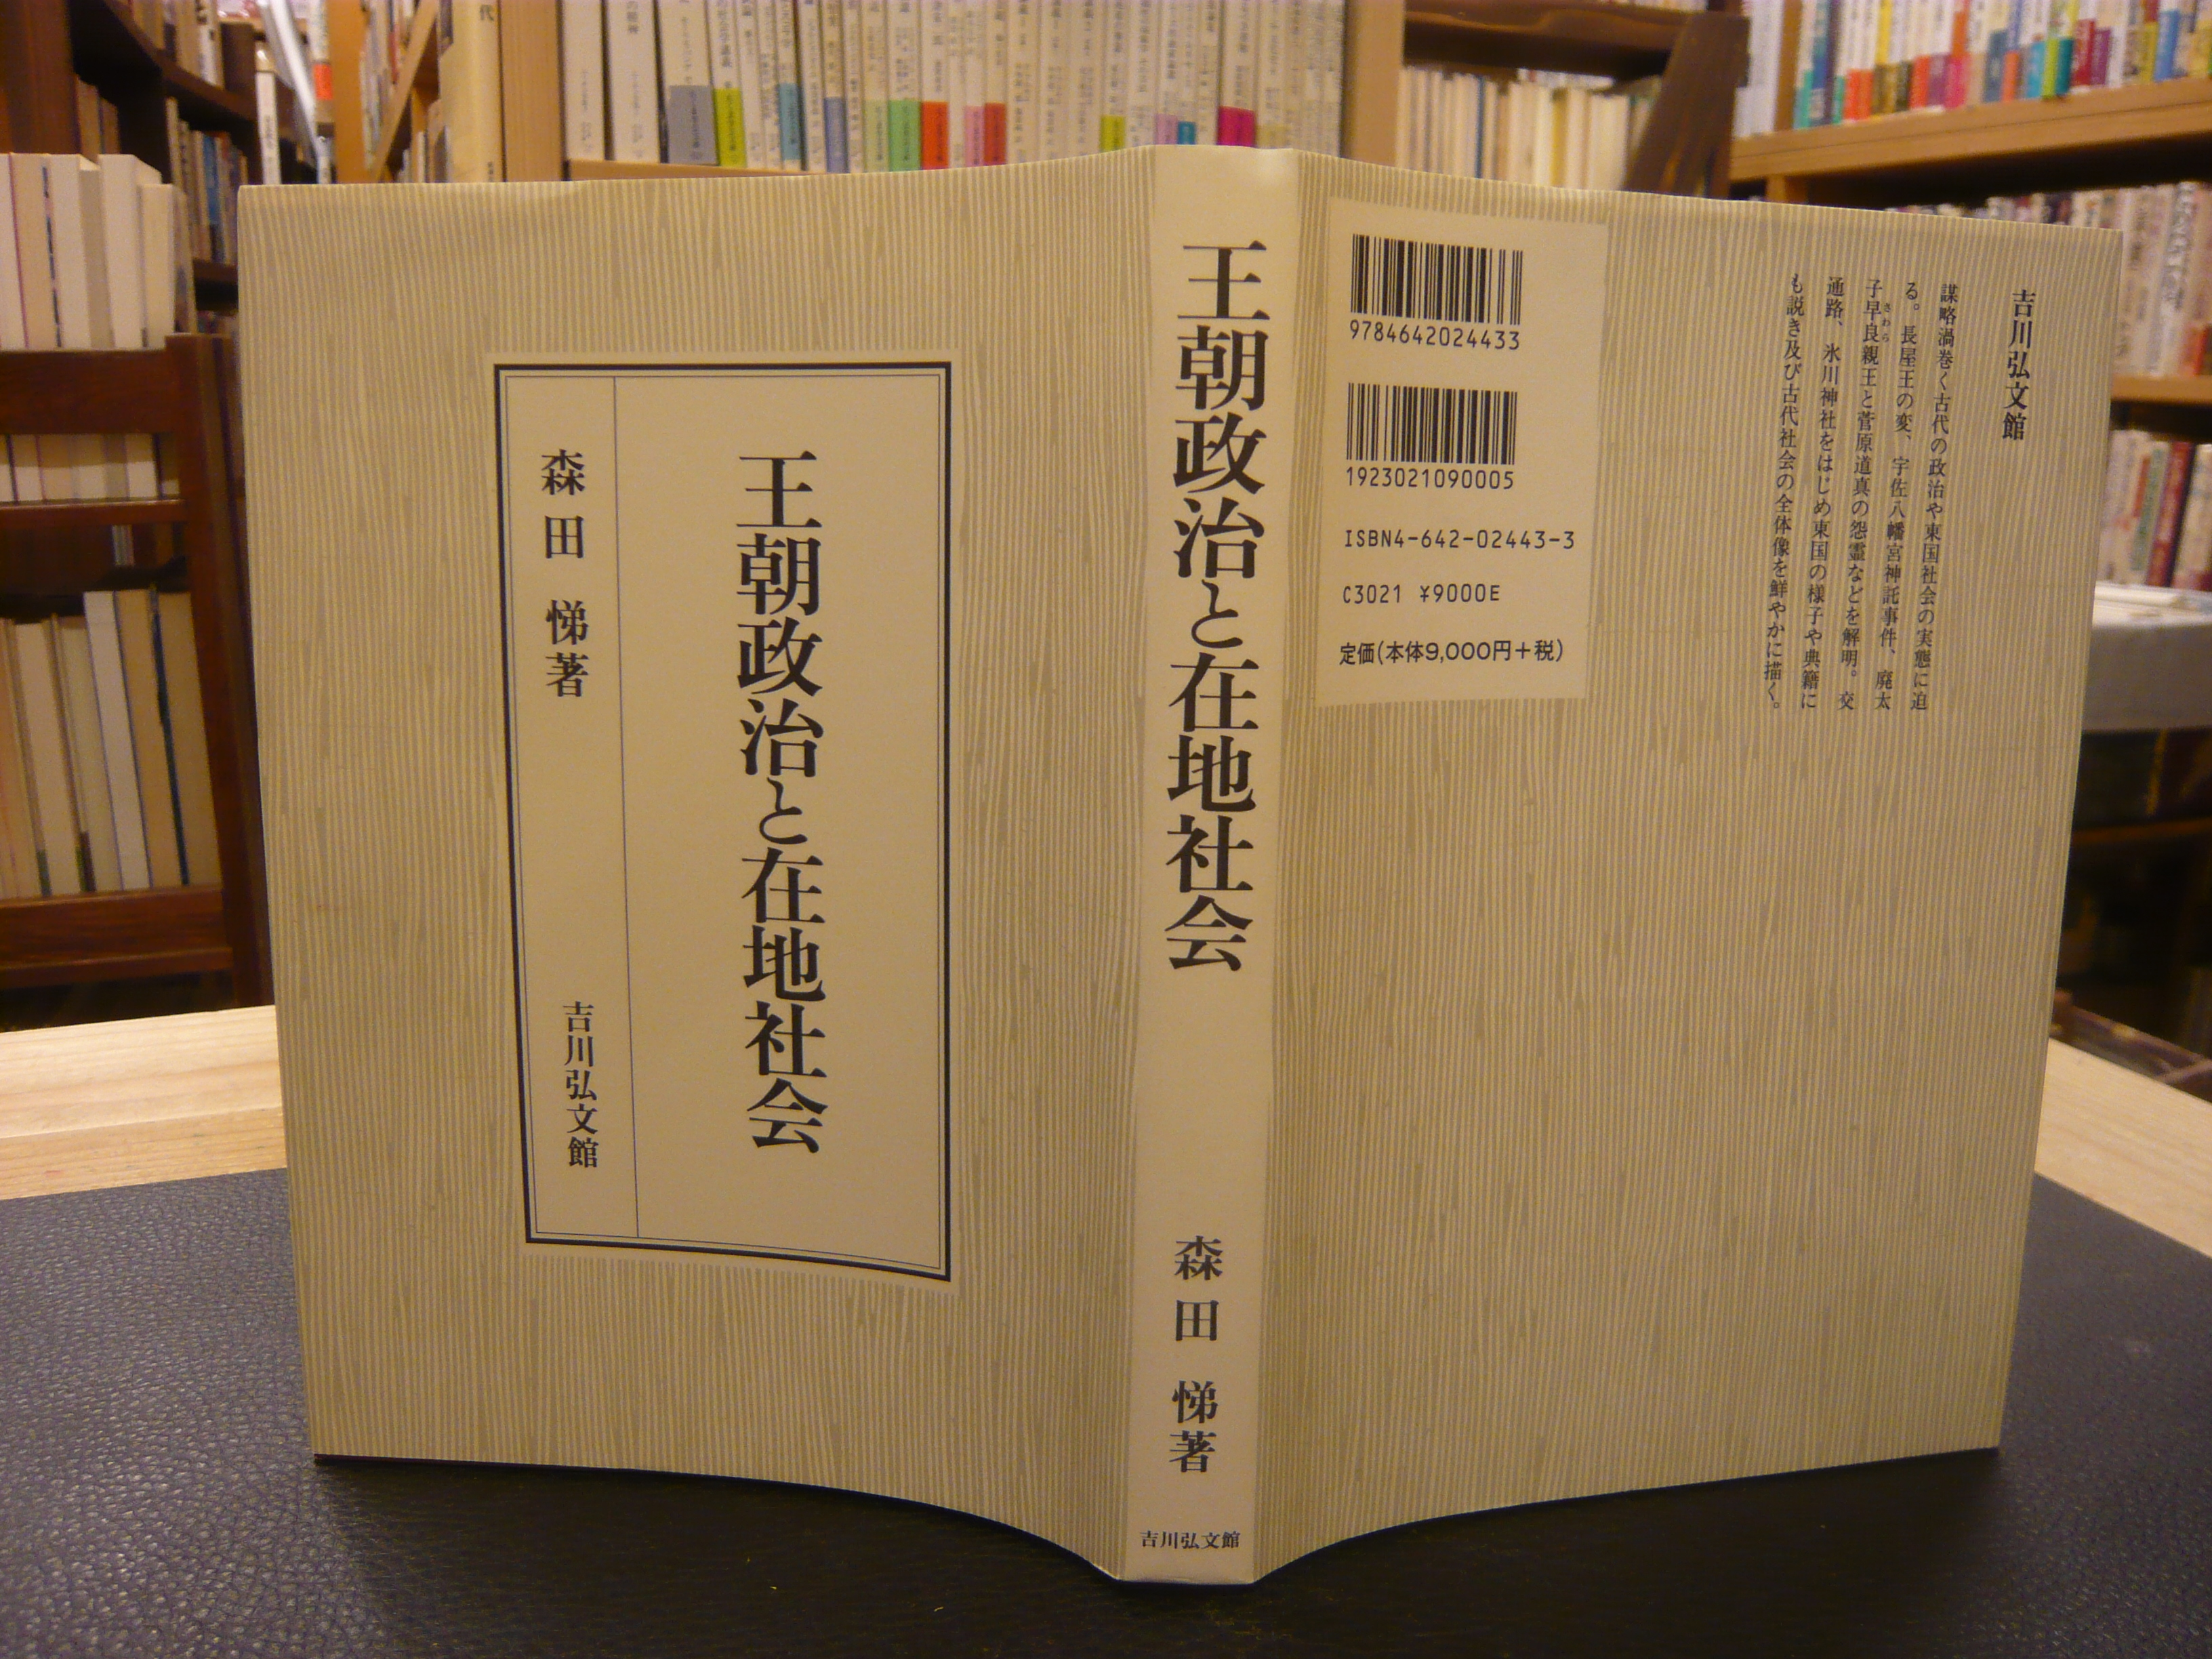 王朝政治と在地社会
森田 悌著
吉川弘文館
王朝政治と在地社会
森田 悌著
吉川弘文館
9784642024433
1923021090005
ISBN4-642-02443-3
C3021 ¥9000E
定価(本体9,000円+税)
吉川弘文館
謀略渦巻く古代の政治や東国社会の実態に迫
る。長屋王の変、宇佐八幡宮神託事件、廃太
子早良親王と菅原道真の怨霊などを解明。交
さわら
通路、氷川神社をはじめ東国の様子や典籍に
も説き及び古代社会の全体像を鮮やかに描く。